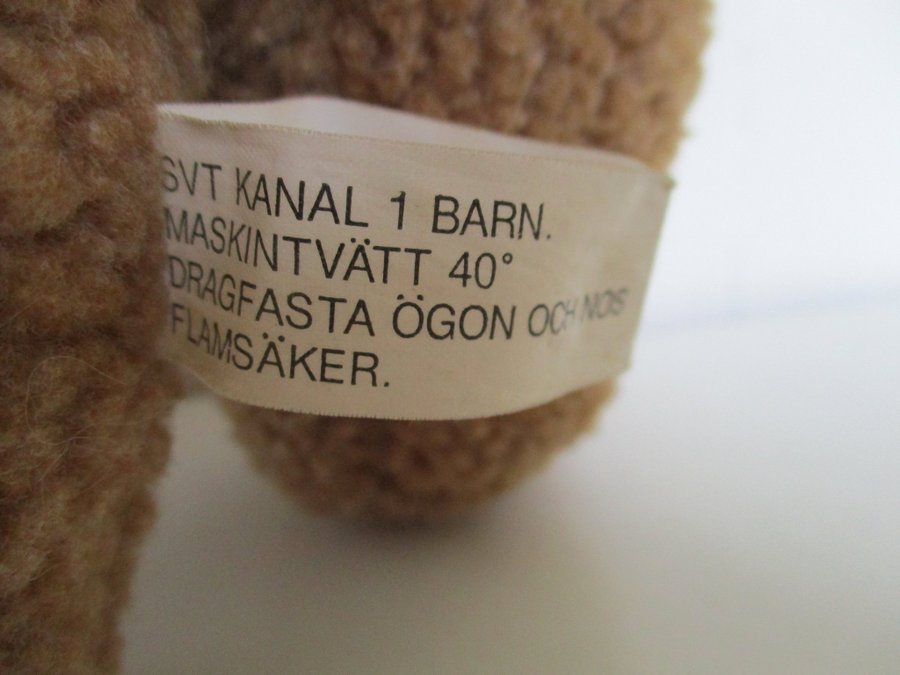 SVT KANAL 1 BARN.
MASKINTVÄTT 40°
DRAGFASTA ÖGON OCH NOS
FLAMSÄKER.